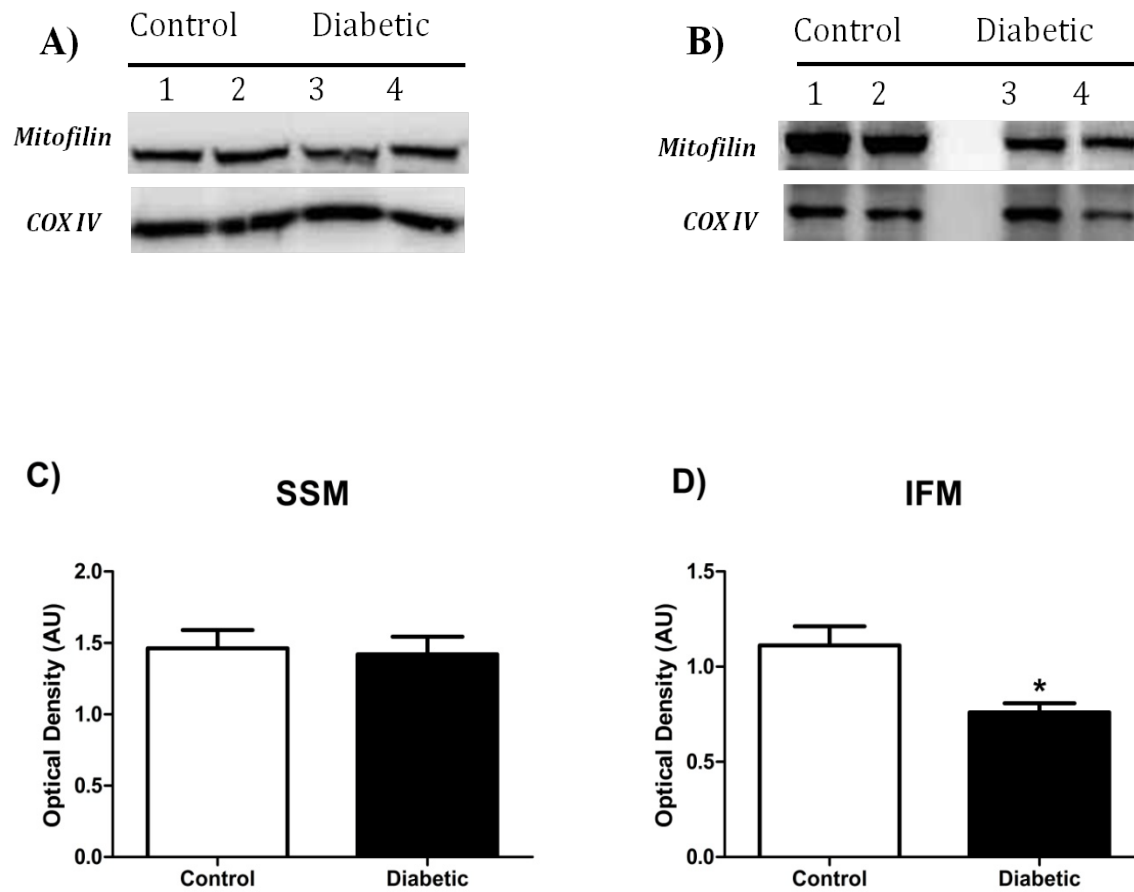 A)
Control Diabetic
1 2 3 4
Mitofilin
COX IV
B)
Control Diabetic
1 2 3 4
Mitofilin
COX IV
C)
SSM
Optical Density (AU)
2.0
1.5
1.0
0.5
0.0
Control Diabetic
D)
IFM
Optical Density (AU)
1.5
1.0
0.5
0.0
*
Control Diabetic